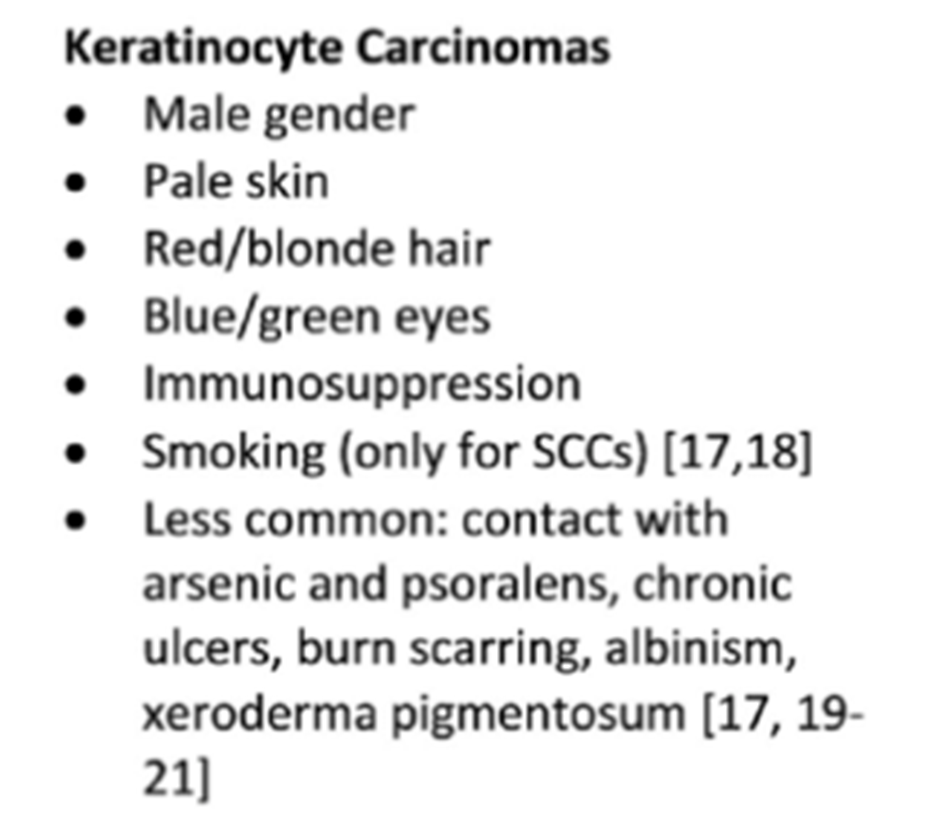 Keratinocyte Carcinomas
• Male gender
• Pale skin
• Red/blonde hair
• Blue/green eyes
• Immunosuppression
• Smoking (only for SCCs) [17,18]
• Less common: contact with
arsenic and psoralens, chronic
ulcers, burn scarring, albinism,
xeroderma pigmentosum [17, 19-
21]